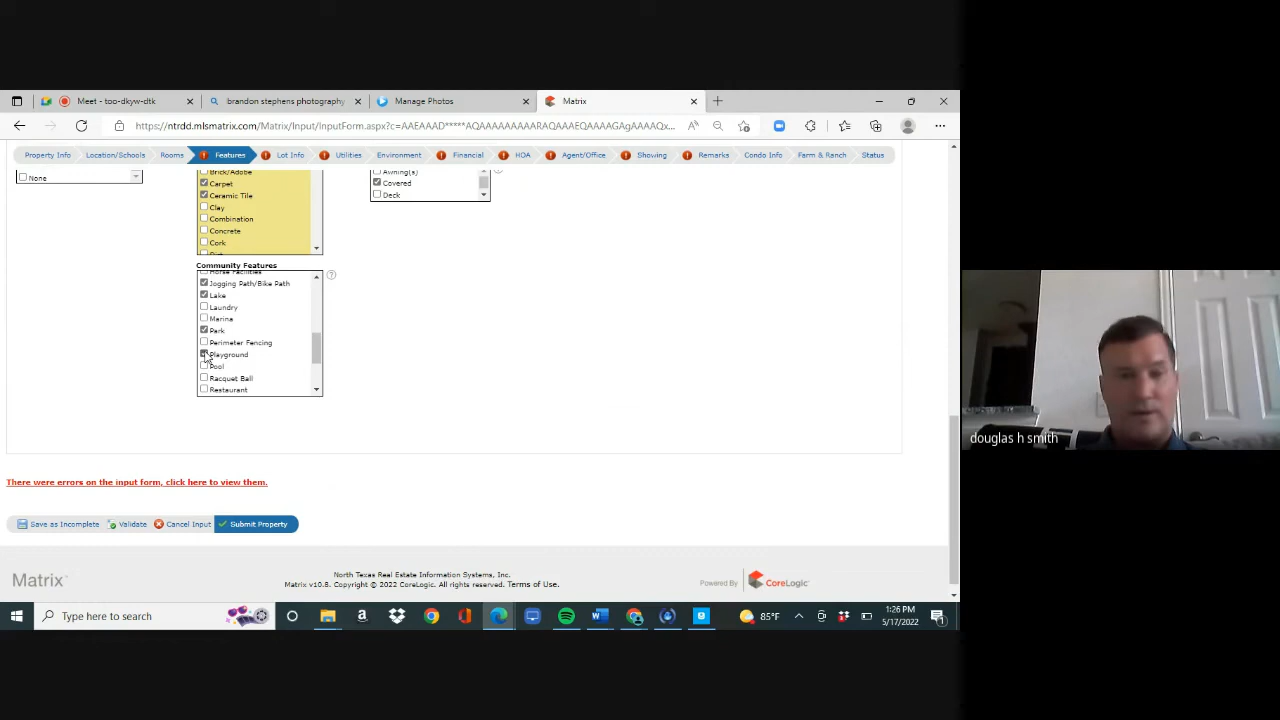 Meet - too-dkyw-dtk
brandon stephens photography
Manage Photos
Matrix
https://ntrdd.mlsmatrix.com/Matrix/Input/InputForm.aspx?c=AAEAAAD*****AQAAAAAAAAARAQAAAEQAAAAGAgAAAAQx...
Property Info
Location/Schools
Rooms
Features
Lot Info
Utilities
Environment
Financial
HOA
Agent/Office
Showing
Remarks
Condo Info
Farm & Ranch
Status
None
Brick/Adobe
Carpet
Ceramic Tile
Clay
Combination
Concrete
Cork
Awning(s)
Covered
Deck
Community Features
Horse Facilities
Jogging Path/Bike Path
Lake
Laundry
Marina
Park
Perimeter Fencing
Playground
Pool
Racquet Ball
Restaurant
douglas h smith
There were errors on the input form, click here to view them.
Save as Incomplete
Validate
Cancel Input
Submit Property
Matrix
North Texas Real Estate Information Systems, Inc.
Matrix v10.8. Copyright © 2022 CoreLogic. All rights reserved. Terms of Use.
Powered By
CoreLogic
Type here to search
85°F
1:26 PM
5/17/2022